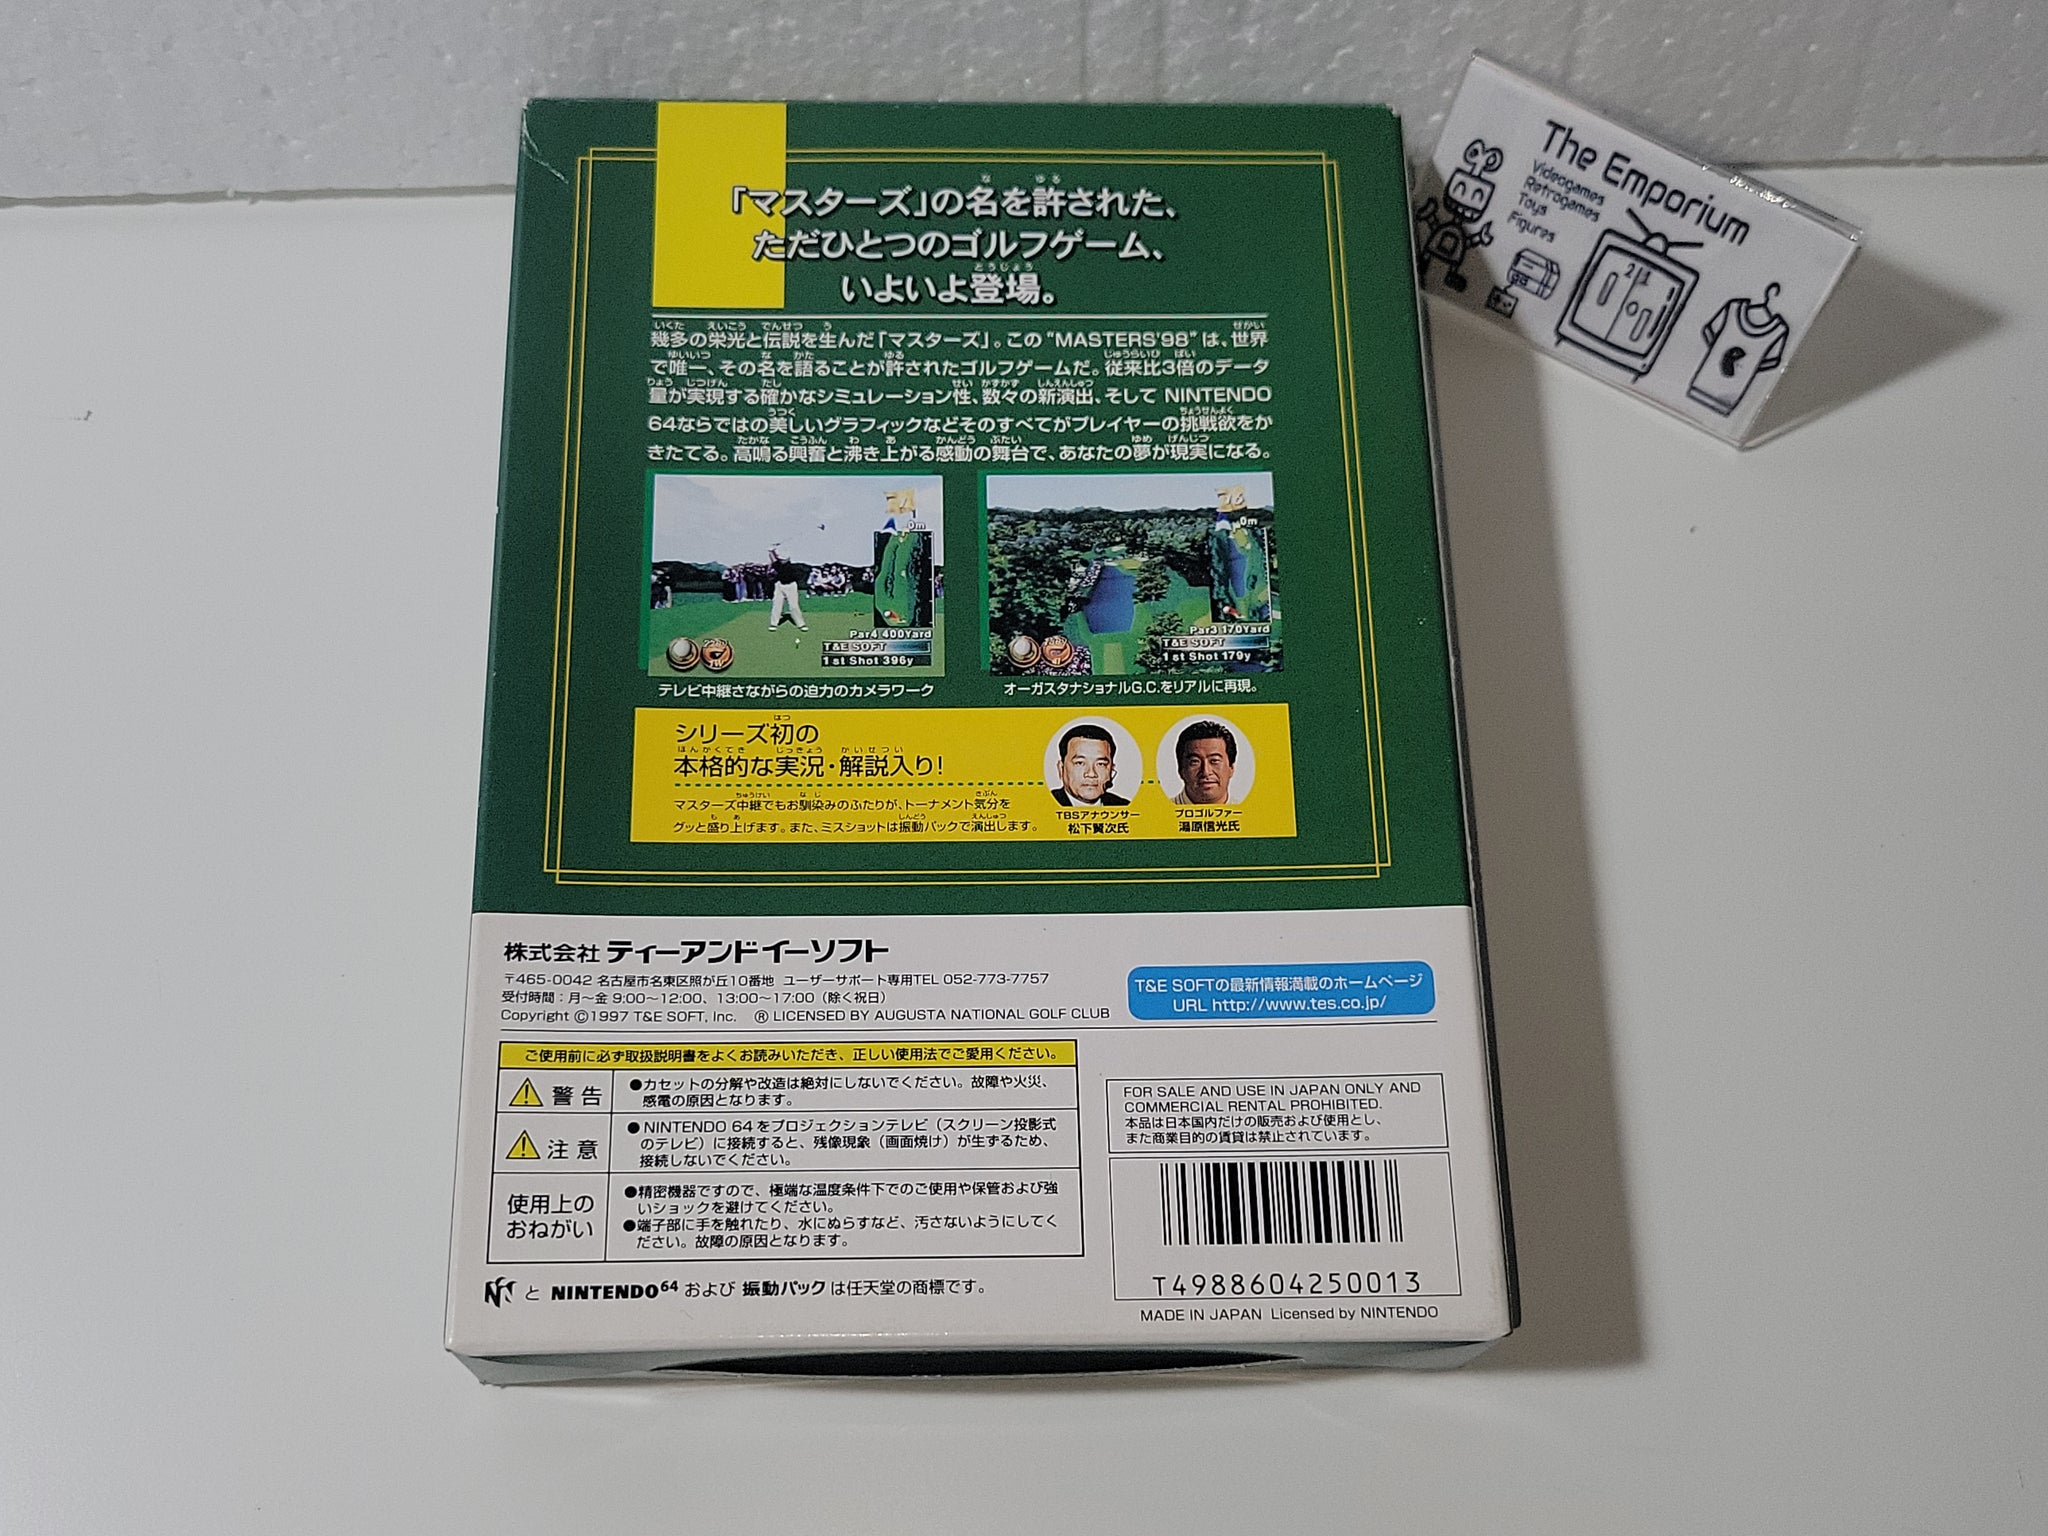 「マスターズ」の名を許された、
ただひとつのゴルフゲーム、
いよいよ登場。
幾多の栄光と伝説を生んだ「マスターズ」。この“MASTERS'98”は、世界
で唯一、その名を語ることが許されたゴルフゲームだ。従来比3倍のデータ
量が実現する確かなシミュレーション性、数々の新演出、そして NINTENDO
64ならではの美しいグラフィックなどそのすべてがプレイヤーの挑戦欲をか
きたてる。高鳴る興奮と沸き上がる感動の舞台で、あなたの夢が現実になる。
1
0m
Par4 400Yard
T&E SOFT
1st Shot 396y
16
0m
Par3 170Yard
T&E SOFT
1st Shot 179y
テレビ中継さながらの迫力のカメラワーク
オーガスタナショナルG.C.をリアルに再現。
シリーズ初の
本格的な実況・解説入り!
マスターズ中継でもお馴染みのふたりが、トーナメント気分を
グッと盛り上げます。また、ミスショットは振動パックで演出します。
TBSアナウンサー
松下賢次氏
プロゴルファー
湯原信光氏
株式会社 ティーアンドイーソフト
〒465-0042 名古屋市名東区照が丘10番地 ユーザーサポート専用TEL 052-773-7757
受付時間:月〜金 9:00〜12:00、13:00〜17:00(除く祝日)
Copyright ©1997 T&E SOFT, Inc. ® LICENSED BY AUGUSTA NATIONAL GOLF CLUB
T&E SOFTの最新情報満載のホームページ
URL http://www.tes.co.jp/
ご使用前に必ず取扱説明書をよくお読みいただき、正しい使用法でご愛用ください。
警告
●カセットの分解や改造は絶対にしないでください。故障や火災、
感電の原因となります。
注意
●NINTENDO 64をプロジェクションテレビ(スクリーン投影式
のテレビ)に接続すると、残像現象(画面焼け)が生ずるため、
接続しないでください。
使用上の
おねがい
●精密機器ですので、極端な温度条件下でのご使用や保管および強
いショックを避けてください。
●端子部に手を触れたり、水にぬらすなど、汚さないようにしてく
ださい。故障の原因となります。
と NINTENDO64 および 振動パック は任天堂の商標です。
FOR SALE AND USE IN JAPAN ONLY AND
COMMERCIAL RENTAL PROHIBITED.
本品は日本国内だけの販売および使用とし、
また商業目的の賃貸は禁止されています。
T4988604250013
MADE IN JAPAN Licensed by NINTENDO
The Emporium
Videogames
Retrogames
Toys
Figures